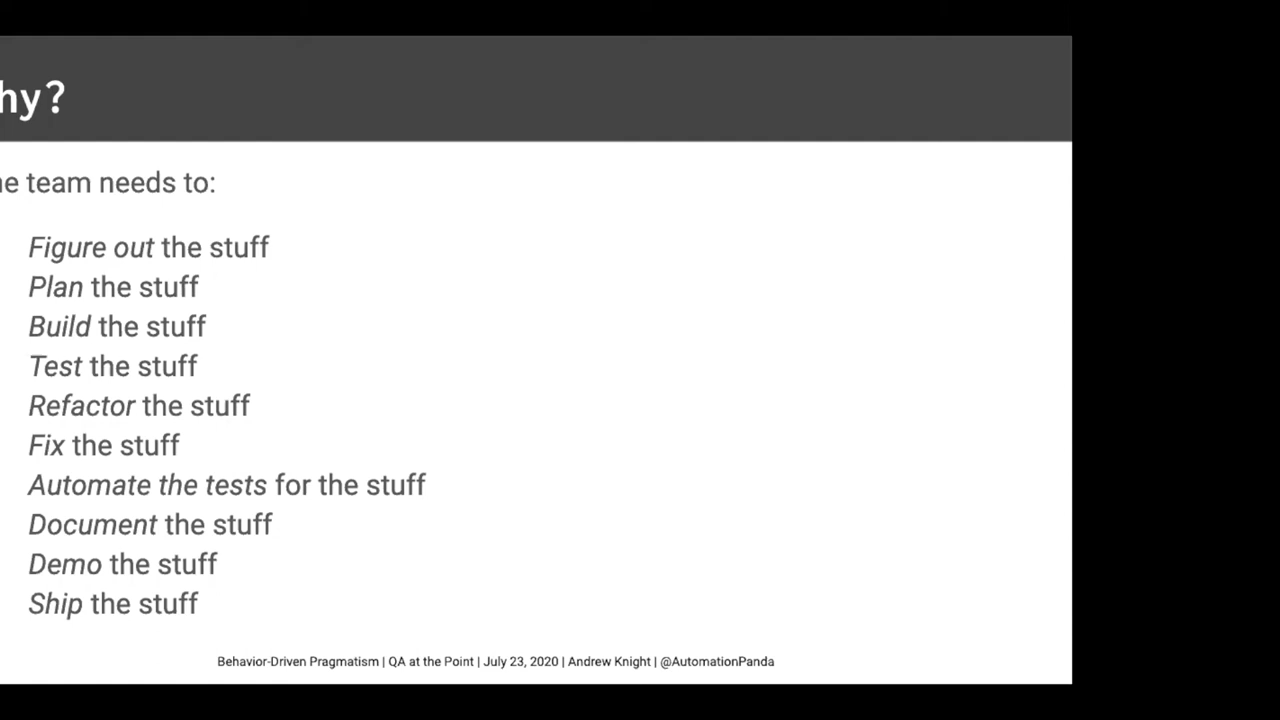 hy?
he team needs to:
Figure out the stuff
Plan the stuff
Build the stuff
Test the stuff
Refactor the stuff
Fix the stuff
Automate the tests for the stuff
Document the stuff
Demo the stuff
Ship the stuff
Behavior-Driven Pragmatism | QA at the Point | July 23, 2020 | Andrew Knight | @AutomationPanda